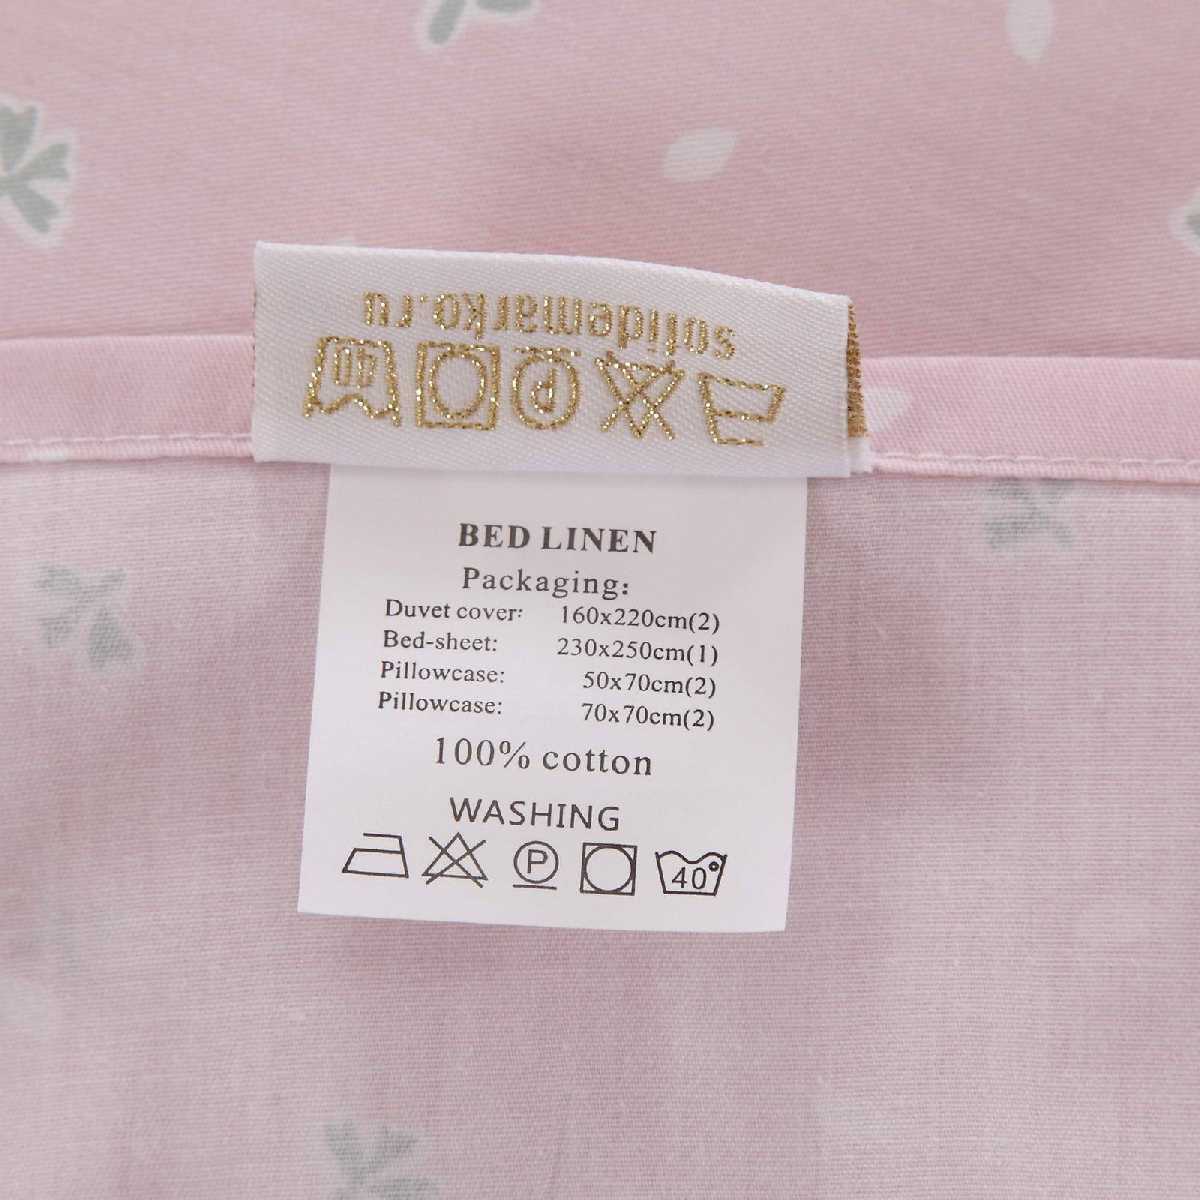 solidemarko.ru
40
P
BED LINEN
Packaging:
Duvet cover: 160x220cm(2)
Bed-sheet: 230x250cm(1)
Pillowcase: 50x70cm(2)
Pillowcase: 70x70cm(2)
100% cotton
WASHING
P 40°